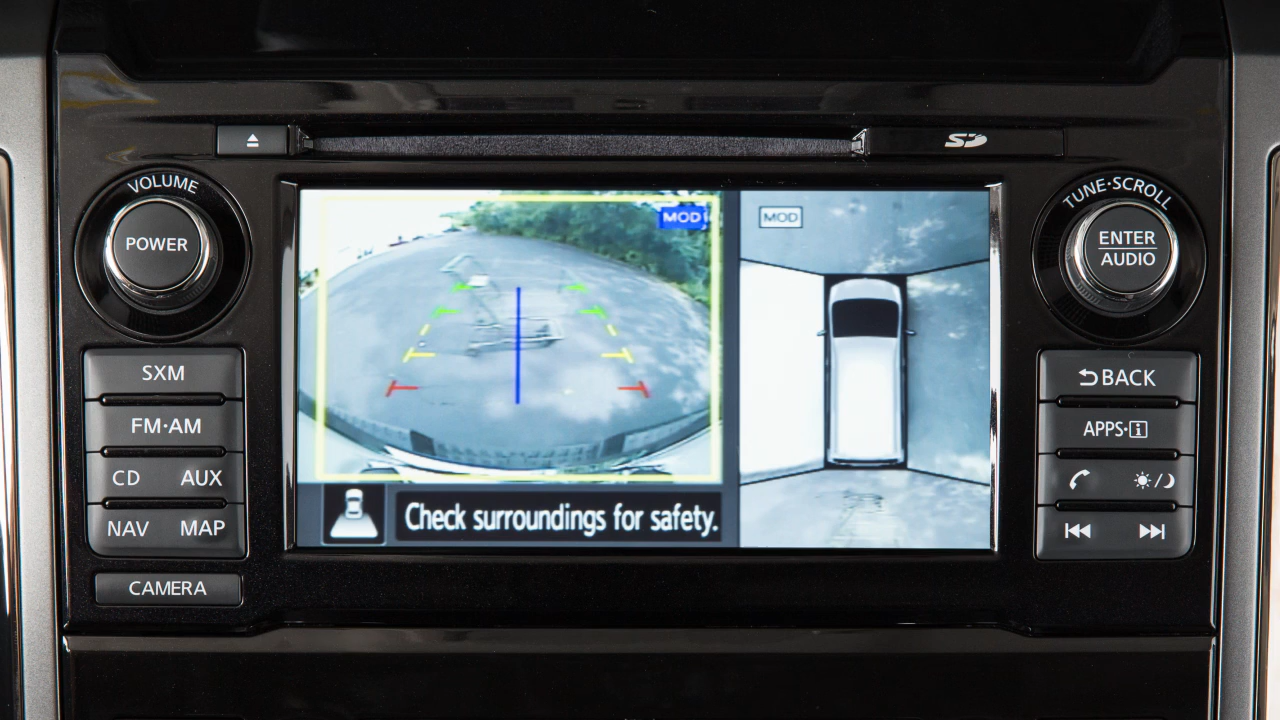 SD
VOLUME
POWER
TUNE·SCROLL
ENTER
AUDIO
MOD
MOD
SXM
FM·AM
CD AUX
NAV MAP
CAMERA
BACK
APPS·i
Check surroundings for safety.